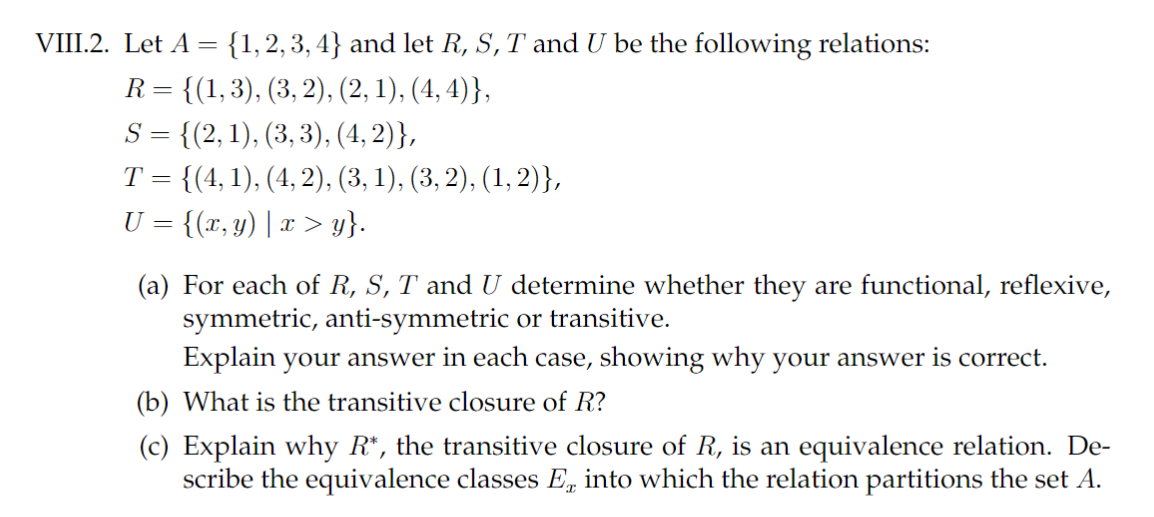 VIII.2. Let A = {1, 2, 3, 4} and let R, S, T and U be the following relations:
R = {(1, 3), (3, 2), (2, 1), (4, 4)},
S = {(2, 1), (3, 3), (4, 2)},
T = {(4, 1), (4, 2), (3, 1), (3, 2), (1, 2)},
U = {(x, y) | x > y}.
(a) For each of R, S, T and U determine whether they are functional, reflexive,
symmetric, anti-symmetric or transitive.
Explain your answer in each case, showing why your answer is correct.
(b) What is the transitive closure of R?
(c) Explain why R*, the transitive closure of R, is an equivalence relation. De-
scribe the equivalence classes Eₓ into which the relation partitions the set A.